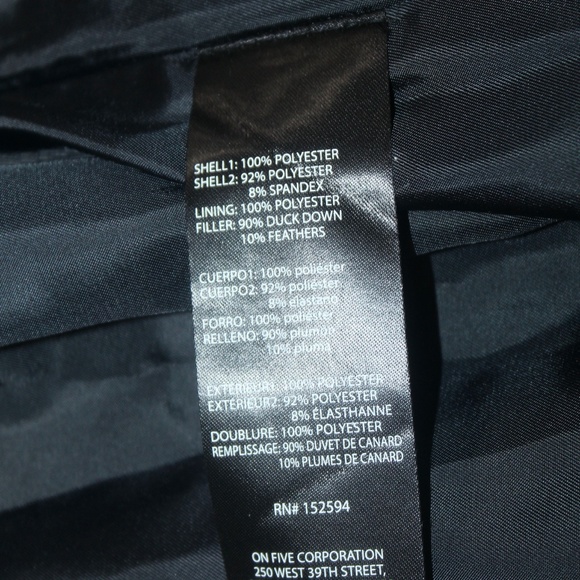 SHELL1: 100% POLYESTER
SHELL2: 92% POLYESTER
8% SPANDEX
LINING: 100% POLYESTER
FILLER: 90% DUCK DOWN
10% FEATHERS
CUERPO1: 100% poliéster
CUERPO2: 92% poliéster
8% elastano
FORRO: 100% poliéster
RELLENO: 90% plumón
10% pluma
EXTÉRIEUR1: 100% POLYESTER
EXTÉRIEUR2: 92% POLYESTER
8% ÉLASTHANNE
DOUBLURE: 100% POLYESTER
REMPLISSAGE: 90% DUVET DE CANARD
10% PLUMES DE CANARD
RN# 152594
ON FIVE CORPORATION
250 WEST 39TH STREET,